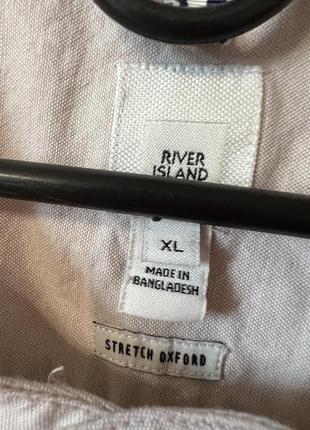 RIVER
ISLAND
XL
MADE IN
BANGLADESH
STRETCH OXFORD